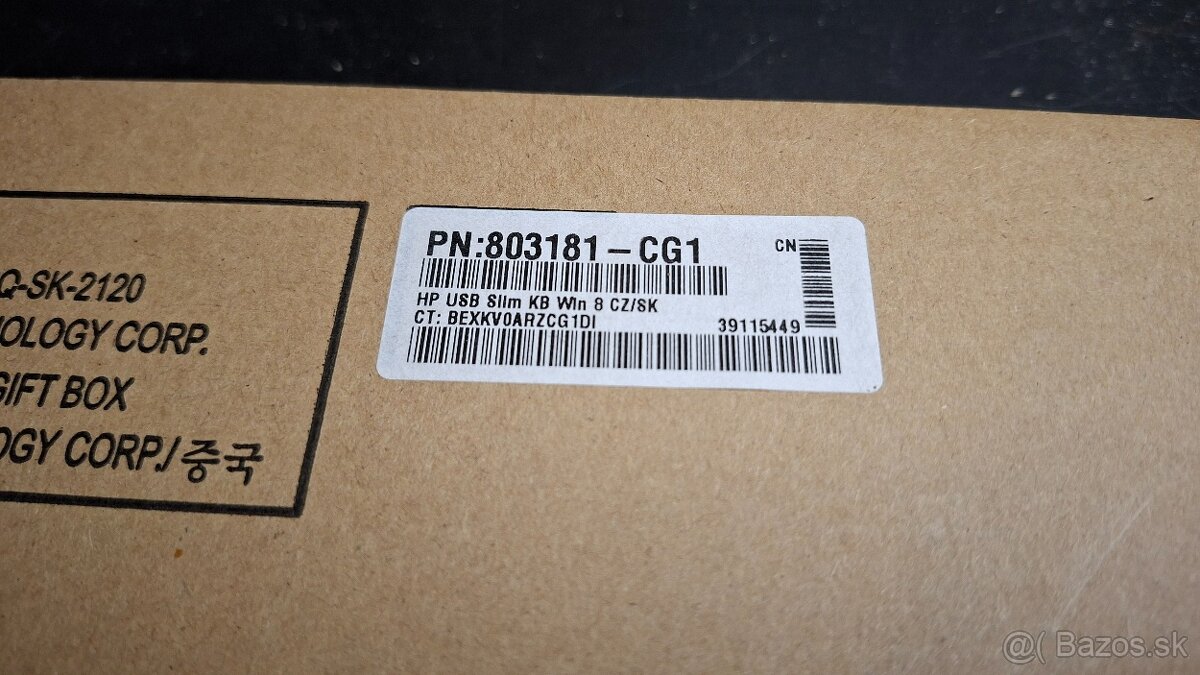 Q-SK-2120
NOLOGY CORP.
GIFT BOX
OGY CORP./중국
PN:803181-CG1
CN
HP USB Slim KB Win 8 CZ/SK
CT: BEXKV0ARZCG1DI
39115449
@( Bazos.sk